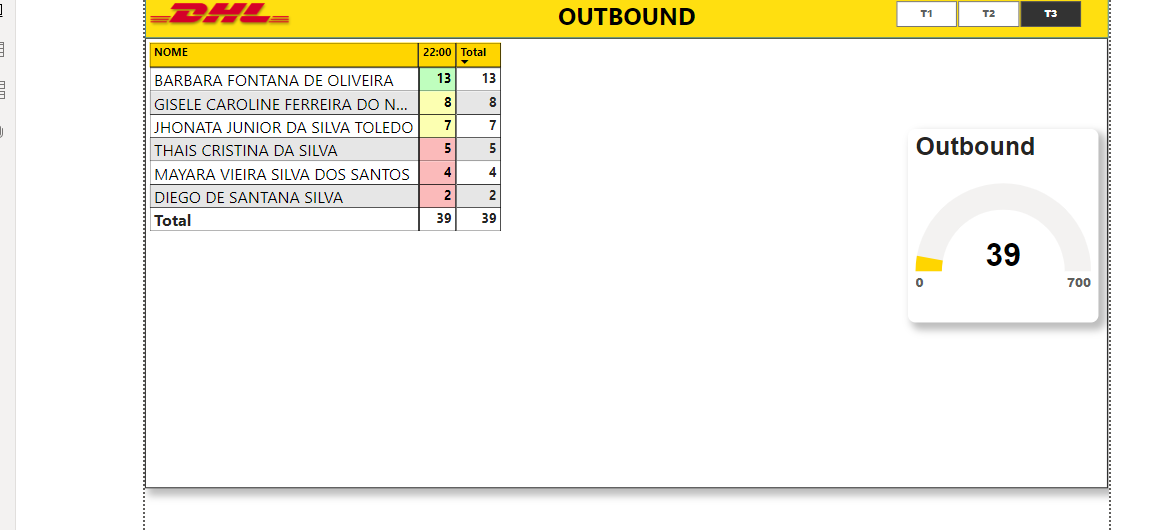 DHL
OUTBOUND
T1 T2 T3
NOME 22:00 Total
BARBARA FONTANA DE OLIVEIRA 13 13
GISELE CAROLINE FERREIRA DO N... 8 8
JHONATA JUNIOR DA SILVA TOLEDO 7 7
THAIS CRISTINA DA SILVA 5 5
MAYARA VIEIRA SILVA DOS SANTOS 4 4
DIEGO DE SANTANA SILVA 2 2
Total 39 39
Outbound
39
0 700